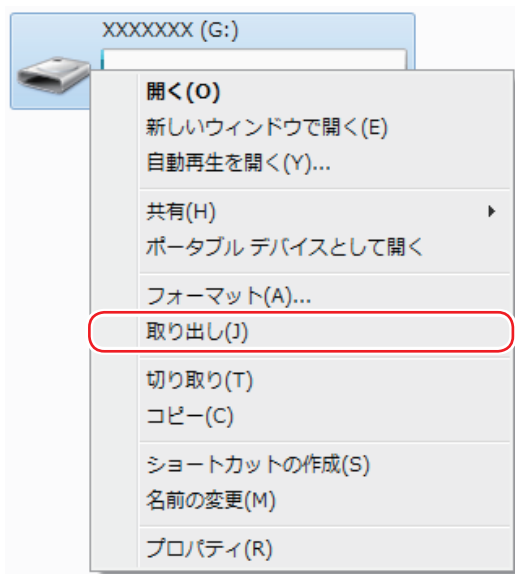 XXXXXXX (G:)
開く(O)
新しいウィンドウで開く(E)
自動再生を開く(Y)...
共有(H)
ポータブル デバイスとして開く
フォーマット(A)...
取り出し(J)
切り取り(T)
コピー(C)
ショートカットの作成(S)
名前の変更(M)
プロパティ(R)